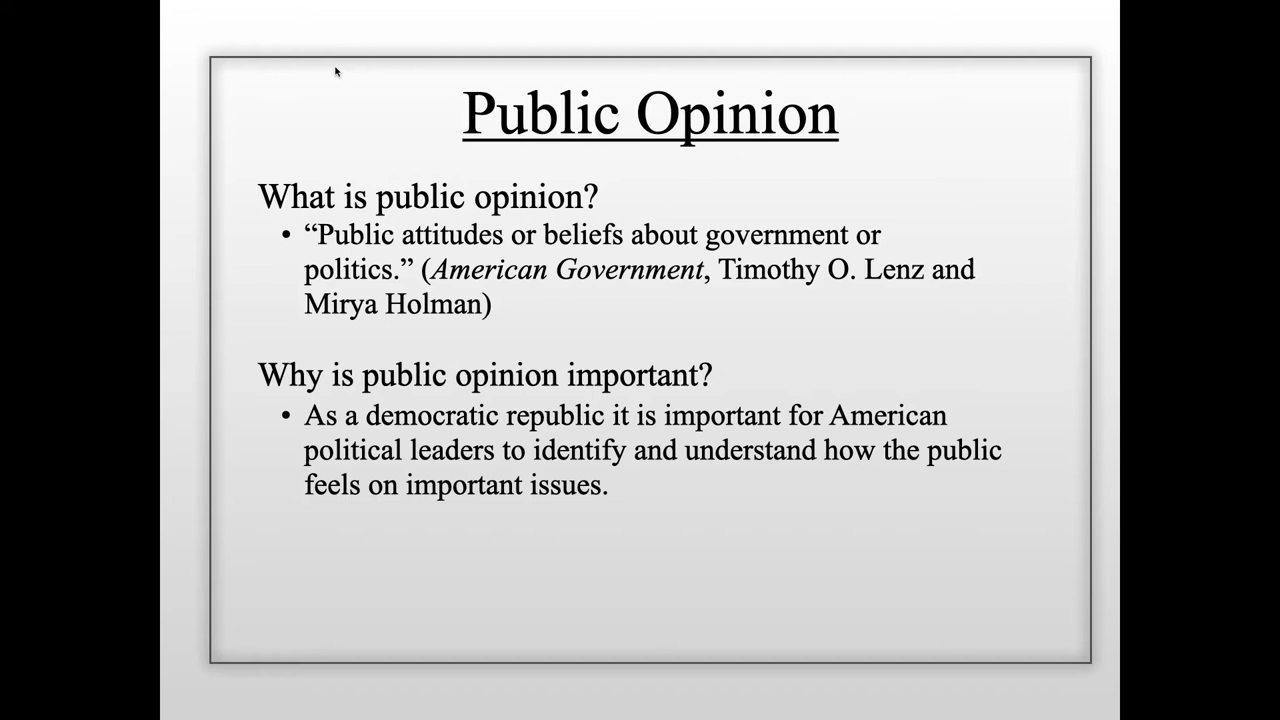 Public Opinion
What is public opinion?
• “Public attitudes or beliefs about government or
politics.” (American Government, Timothy O. Lenz and
Mirya Holman)
Why is public opinion important?
• As a democratic republic it is important for American
political leaders to identify and understand how the public
feels on important issues.